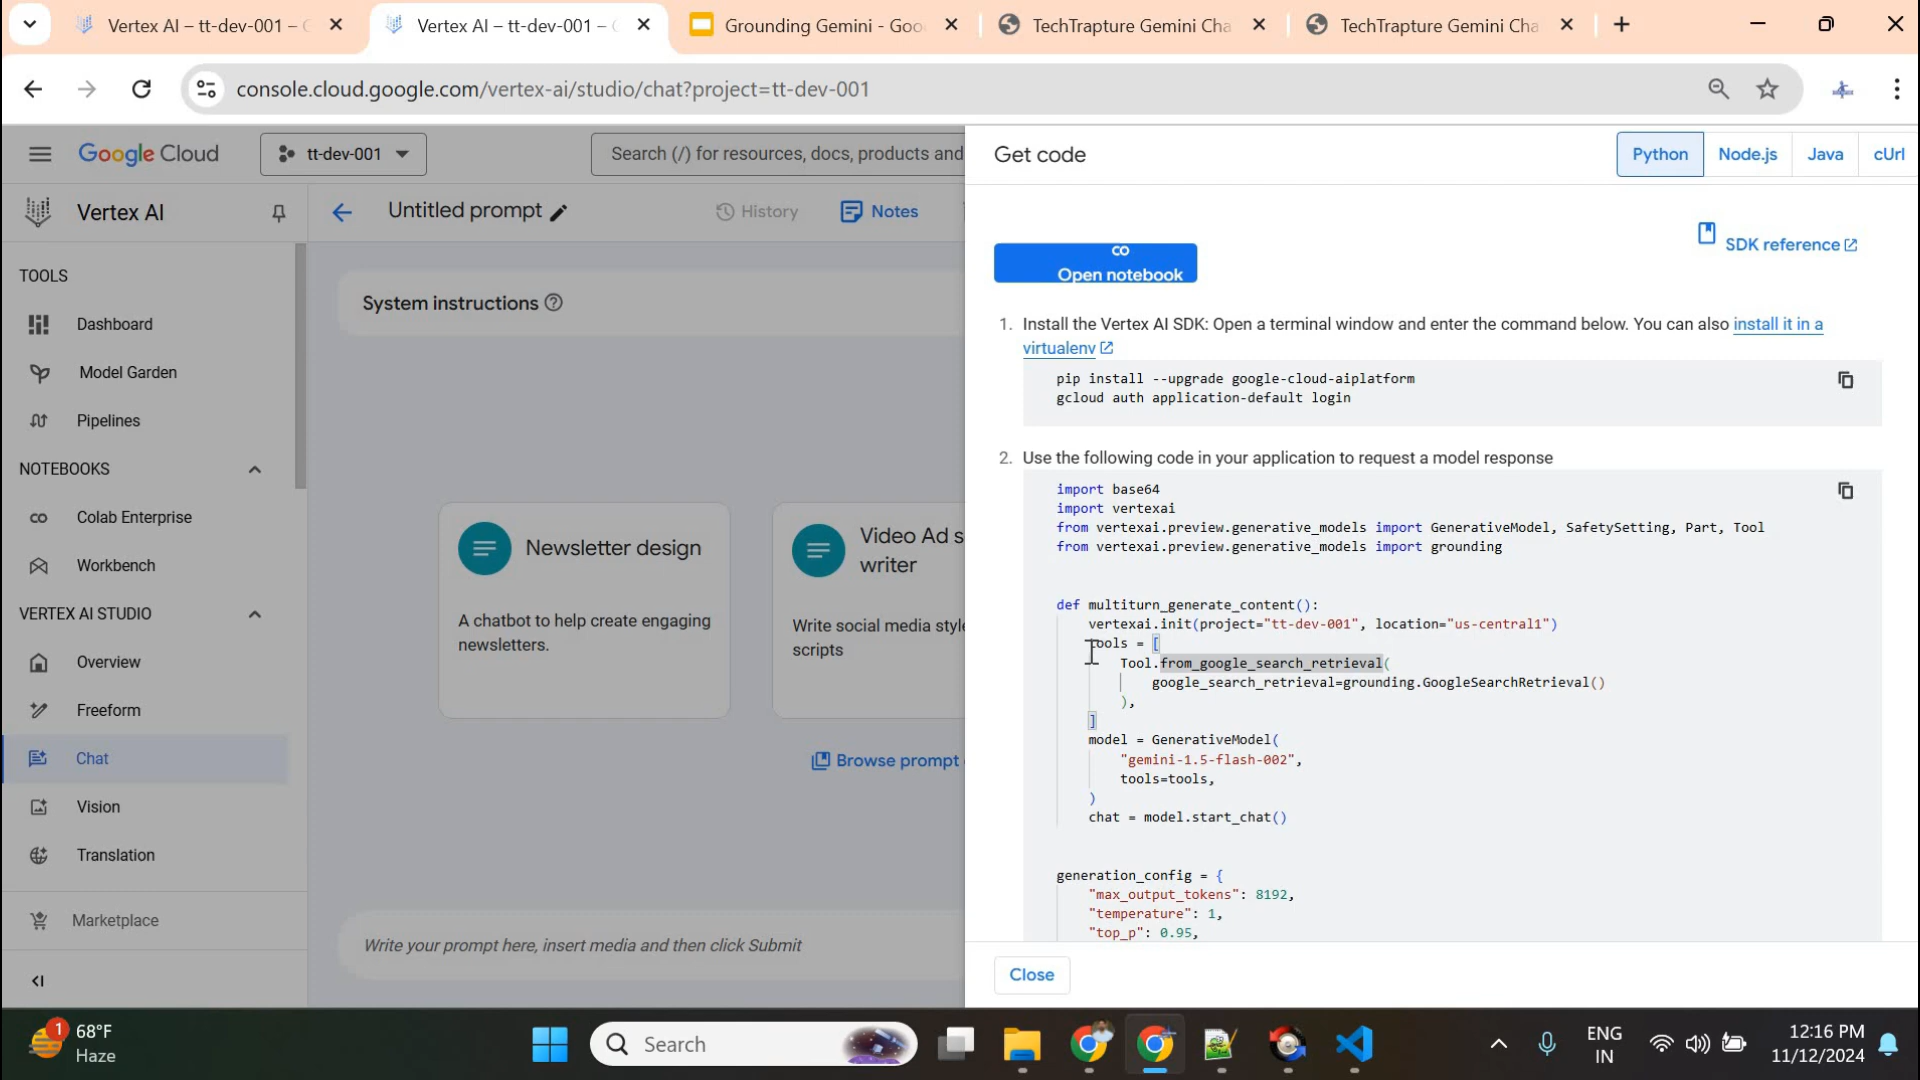 Vertex AI – tt-dev-001 –
Vertex AI – tt-dev-001 –
Grounding Gemini - Goo
TechTrapture Gemini Cha
TechTrapture Gemini Cha
console.cloud.google.com/vertex-ai/studio/chat?project=tt-dev-001
Google Cloud
tt-dev-001
Search (/) for resources, docs, products and
Vertex AI
Untitled prompt
History
Notes
TOOLS
Dashboard
Model Garden
Pipelines
NOTEBOOKS
Colab Enterprise
Workbench
VERTEX AI STUDIO
Overview
Freeform
Chat
Vision
Translation
Marketplace
System instructions
Newsletter design
A chatbot to help create engaging
newsletters.
Video Ad s
writer
Write social media style
scripts
Browse prompt
Write your prompt here, insert media and then click Submit
Get code
Python
Node.js
Java
cUrl
Open notebook
SDK reference
1. Install the Vertex AI SDK: Open a terminal window and enter the command below. You can also install it in a
virtualenv
pip install --upgrade google-cloud-aiplatform
gcloud auth application-default login
2. Use the following code in your application to request a model response
import base64
import vertexai
from vertexai.preview.generative_models import GenerativeModel, SafetySetting, Part, Tool
from vertexai.preview.generative_models import grounding
def multiturn_generate_content():
vertexai.init(project="tt-dev-001", location="us-central1")
tools = [
Tool.from_google_search_retrieval(
google_search_retrieval=grounding.GoogleSearchRetrieval()
),
]
model = GenerativeModel(
"gemini-1.5-flash-002",
tools=tools,
)
chat = model.start_chat()
generation_config = {
"max_output_tokens": 8192,
"temperature": 1,
"top_p": 0.95,
Close
1
68°F
Haze
Search
ENG
IN
12:16 PM
11/12/2024